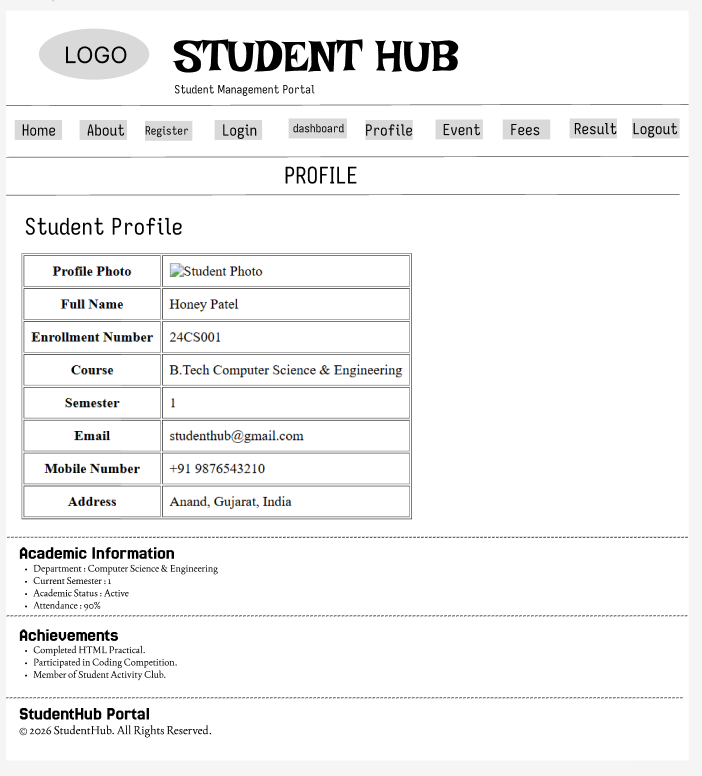 LOGO
STUDENT HUB
Student Management Portal
Home About Register Login dashboard Profile Event Fees Result Logout
PROFILE
Student Profile
Profile Photo Student Photo
Full Name Honey Patel
Enrollment Number 24CS001
Course B.Tech Computer Science & Engineering
Semester 1
Email studenthub@gmail.com
Mobile Number +91 9876543210
Address Anand, Gujarat, India
Academic Information
• Department : Computer Science & Engineering
• Current Semester : 1
• Academic Status : Active
• Attendance : 90%
Achievements
• Completed HTML Practical.
• Participated in Coding Competition.
• Member of Student Activity Club.
StudentHub Portal
© 2026 StudentHub. All Rights Reserved.